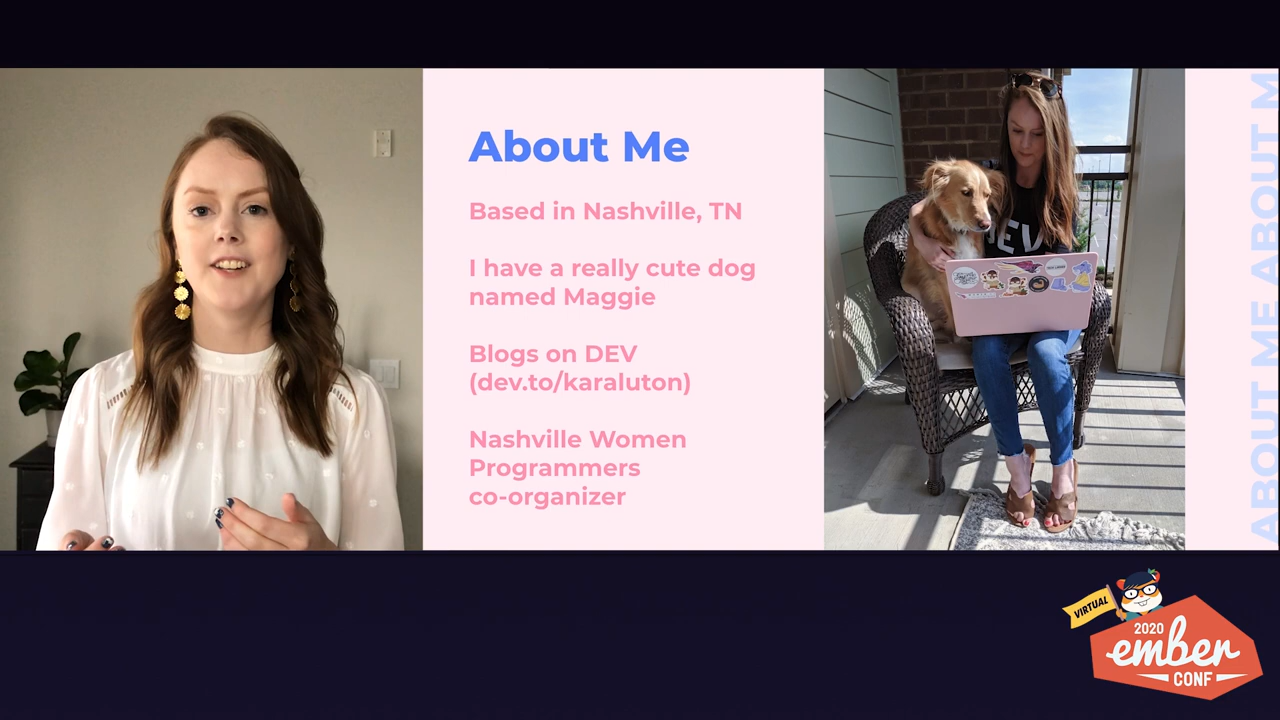 About Me
Based in Nashville, TN
I have a really cute dog
named Maggie
Blogs on DEV
(dev.to/karaluton)
Nashville Women
Programmers
co-organizer
DEV
ABOUT ME ABOUT M
VIRTUAL
2020
ember
CONF